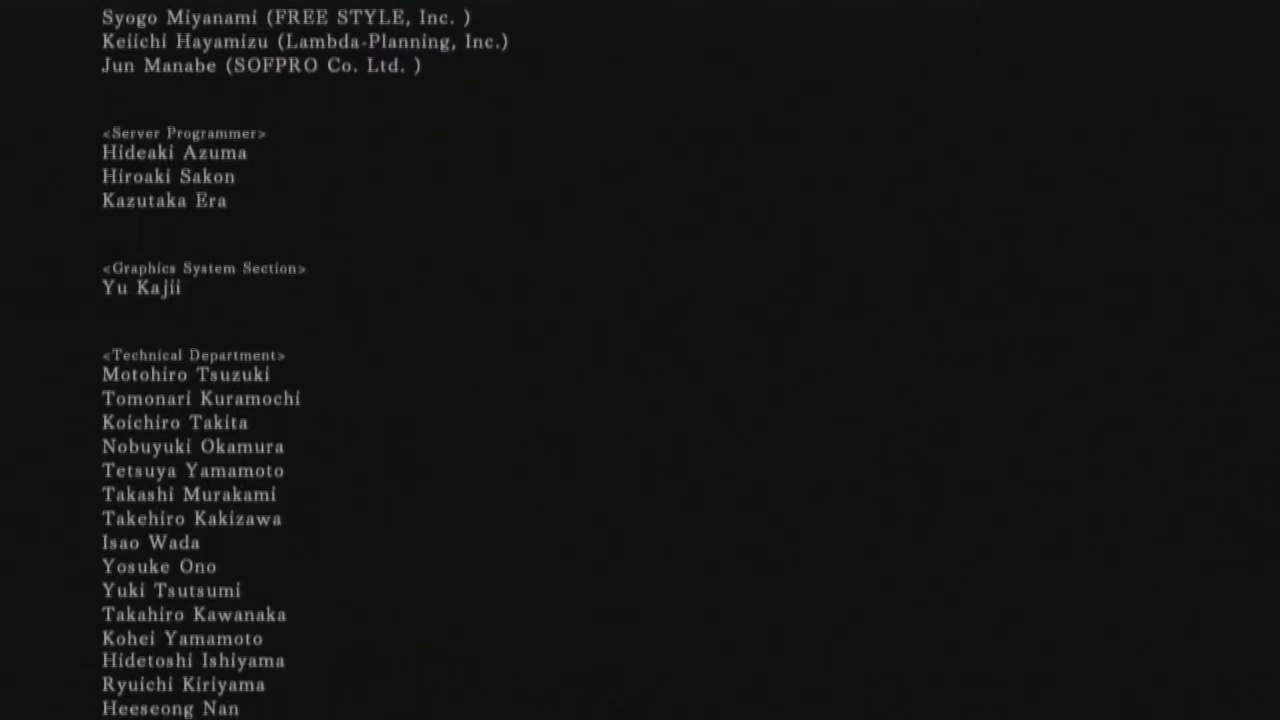 Syogo Miyanami (FREE STYLE, Inc. )
Keiichi Hayamizu (Lambda-Planning, Inc.)
Jun Manabe (SOFPRO Co. Ltd. )
<Server Programmer>
Hideaki Azuma
Hiroaki Sakon
Kazutaka Era
<Graphics System Section>
Yu Kajii
<Technical Department>
Motohiro Tsuzuki
Tomonari Kuramochi
Koichiro Takita
Nobuyuki Okamura
Tetsuya Yamamoto
Takashi Murakami
Takehiro Kakizawa
Isao Wada
Yosuke Ono
Yuki Tsutsumi
Takahiro Kawanaka
Kohei Yamamoto
Hidetoshi Ishiyama
Ryuichi Kiriyama
Heeseong Nan